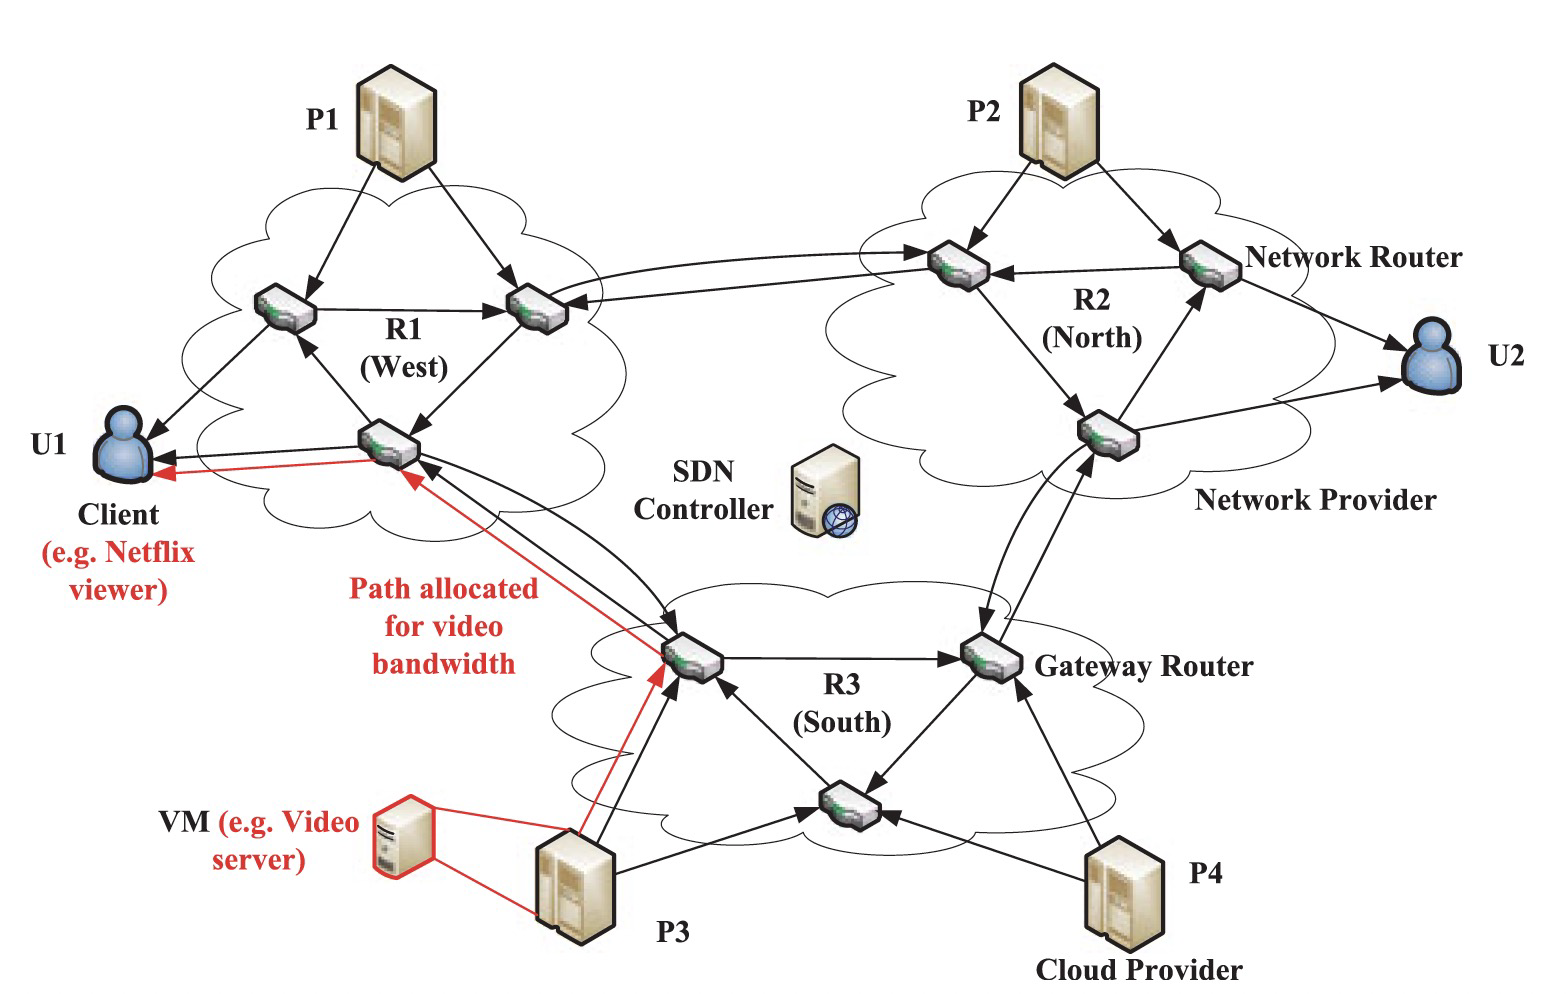 P1
P2
Network Router
R2
(North)
R1
(West)
U2
U1
SDN
Controller
Network Provider
Client
(e.g. Netflix
viewer)
Path allocated
for video
bandwidth
Gateway Router
R3
(South)
VM (e.g. Video
server)
P4
P3
Cloud Provider